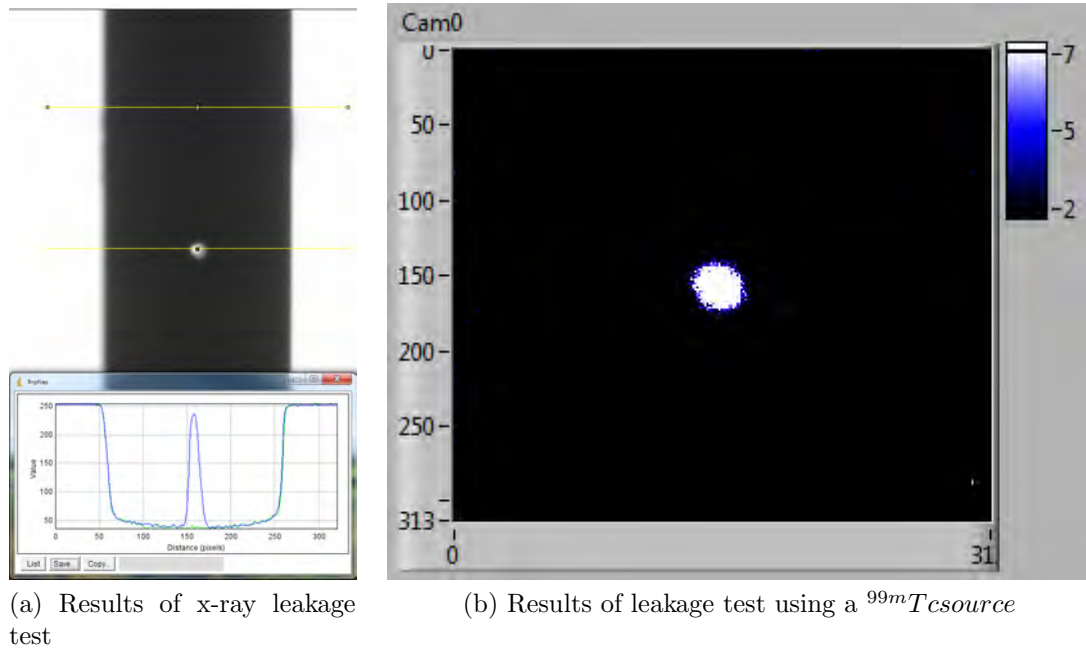 Cam0
0
50
100
150
200
250
313
0
31
7
5
2
Profiles
250
200
150
100
50
Value
0
50
100
150
200
250
300
Distance (pixels)
List
Save...
Copy...
(a) Results of x-ray leakage
test
(b) Results of leakage test using a ⁹⁹ᵐTcsource